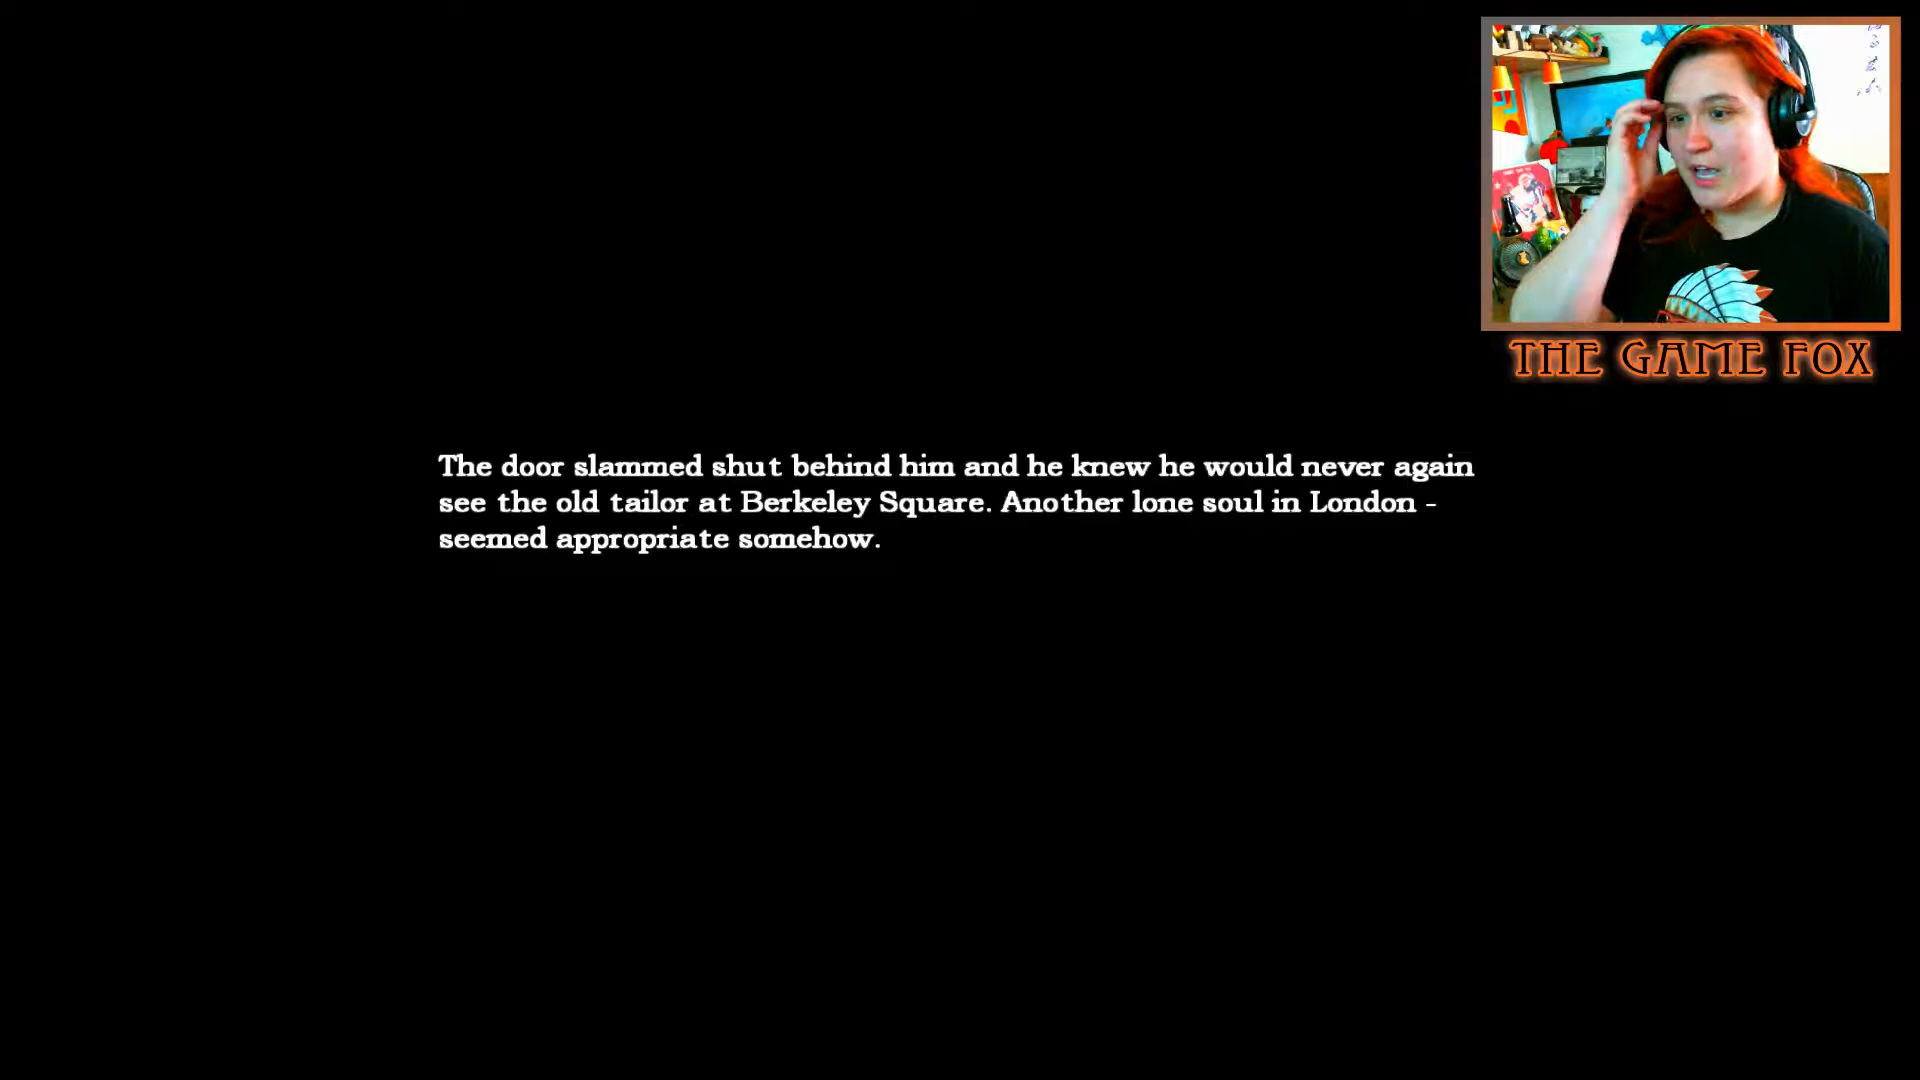 THE GAME FOX
The door slammed shut behind him and he knew he would never again
see the old tailor at Berkeley Square. Another lone soul in London -
seemed appropriate somehow.